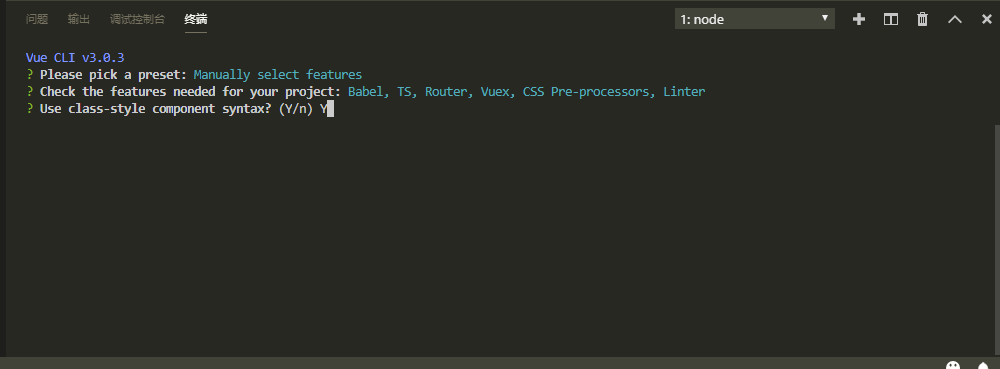 问题 输出 调试控制台 终端 1: node
Vue CLI v3.0.3
? Please pick a preset: Manually select features
? Check the features needed for your project: Babel, TS, Router, Vuex, CSS Pre-processors, Linter
? Use class-style component syntax? (Y/n) Y